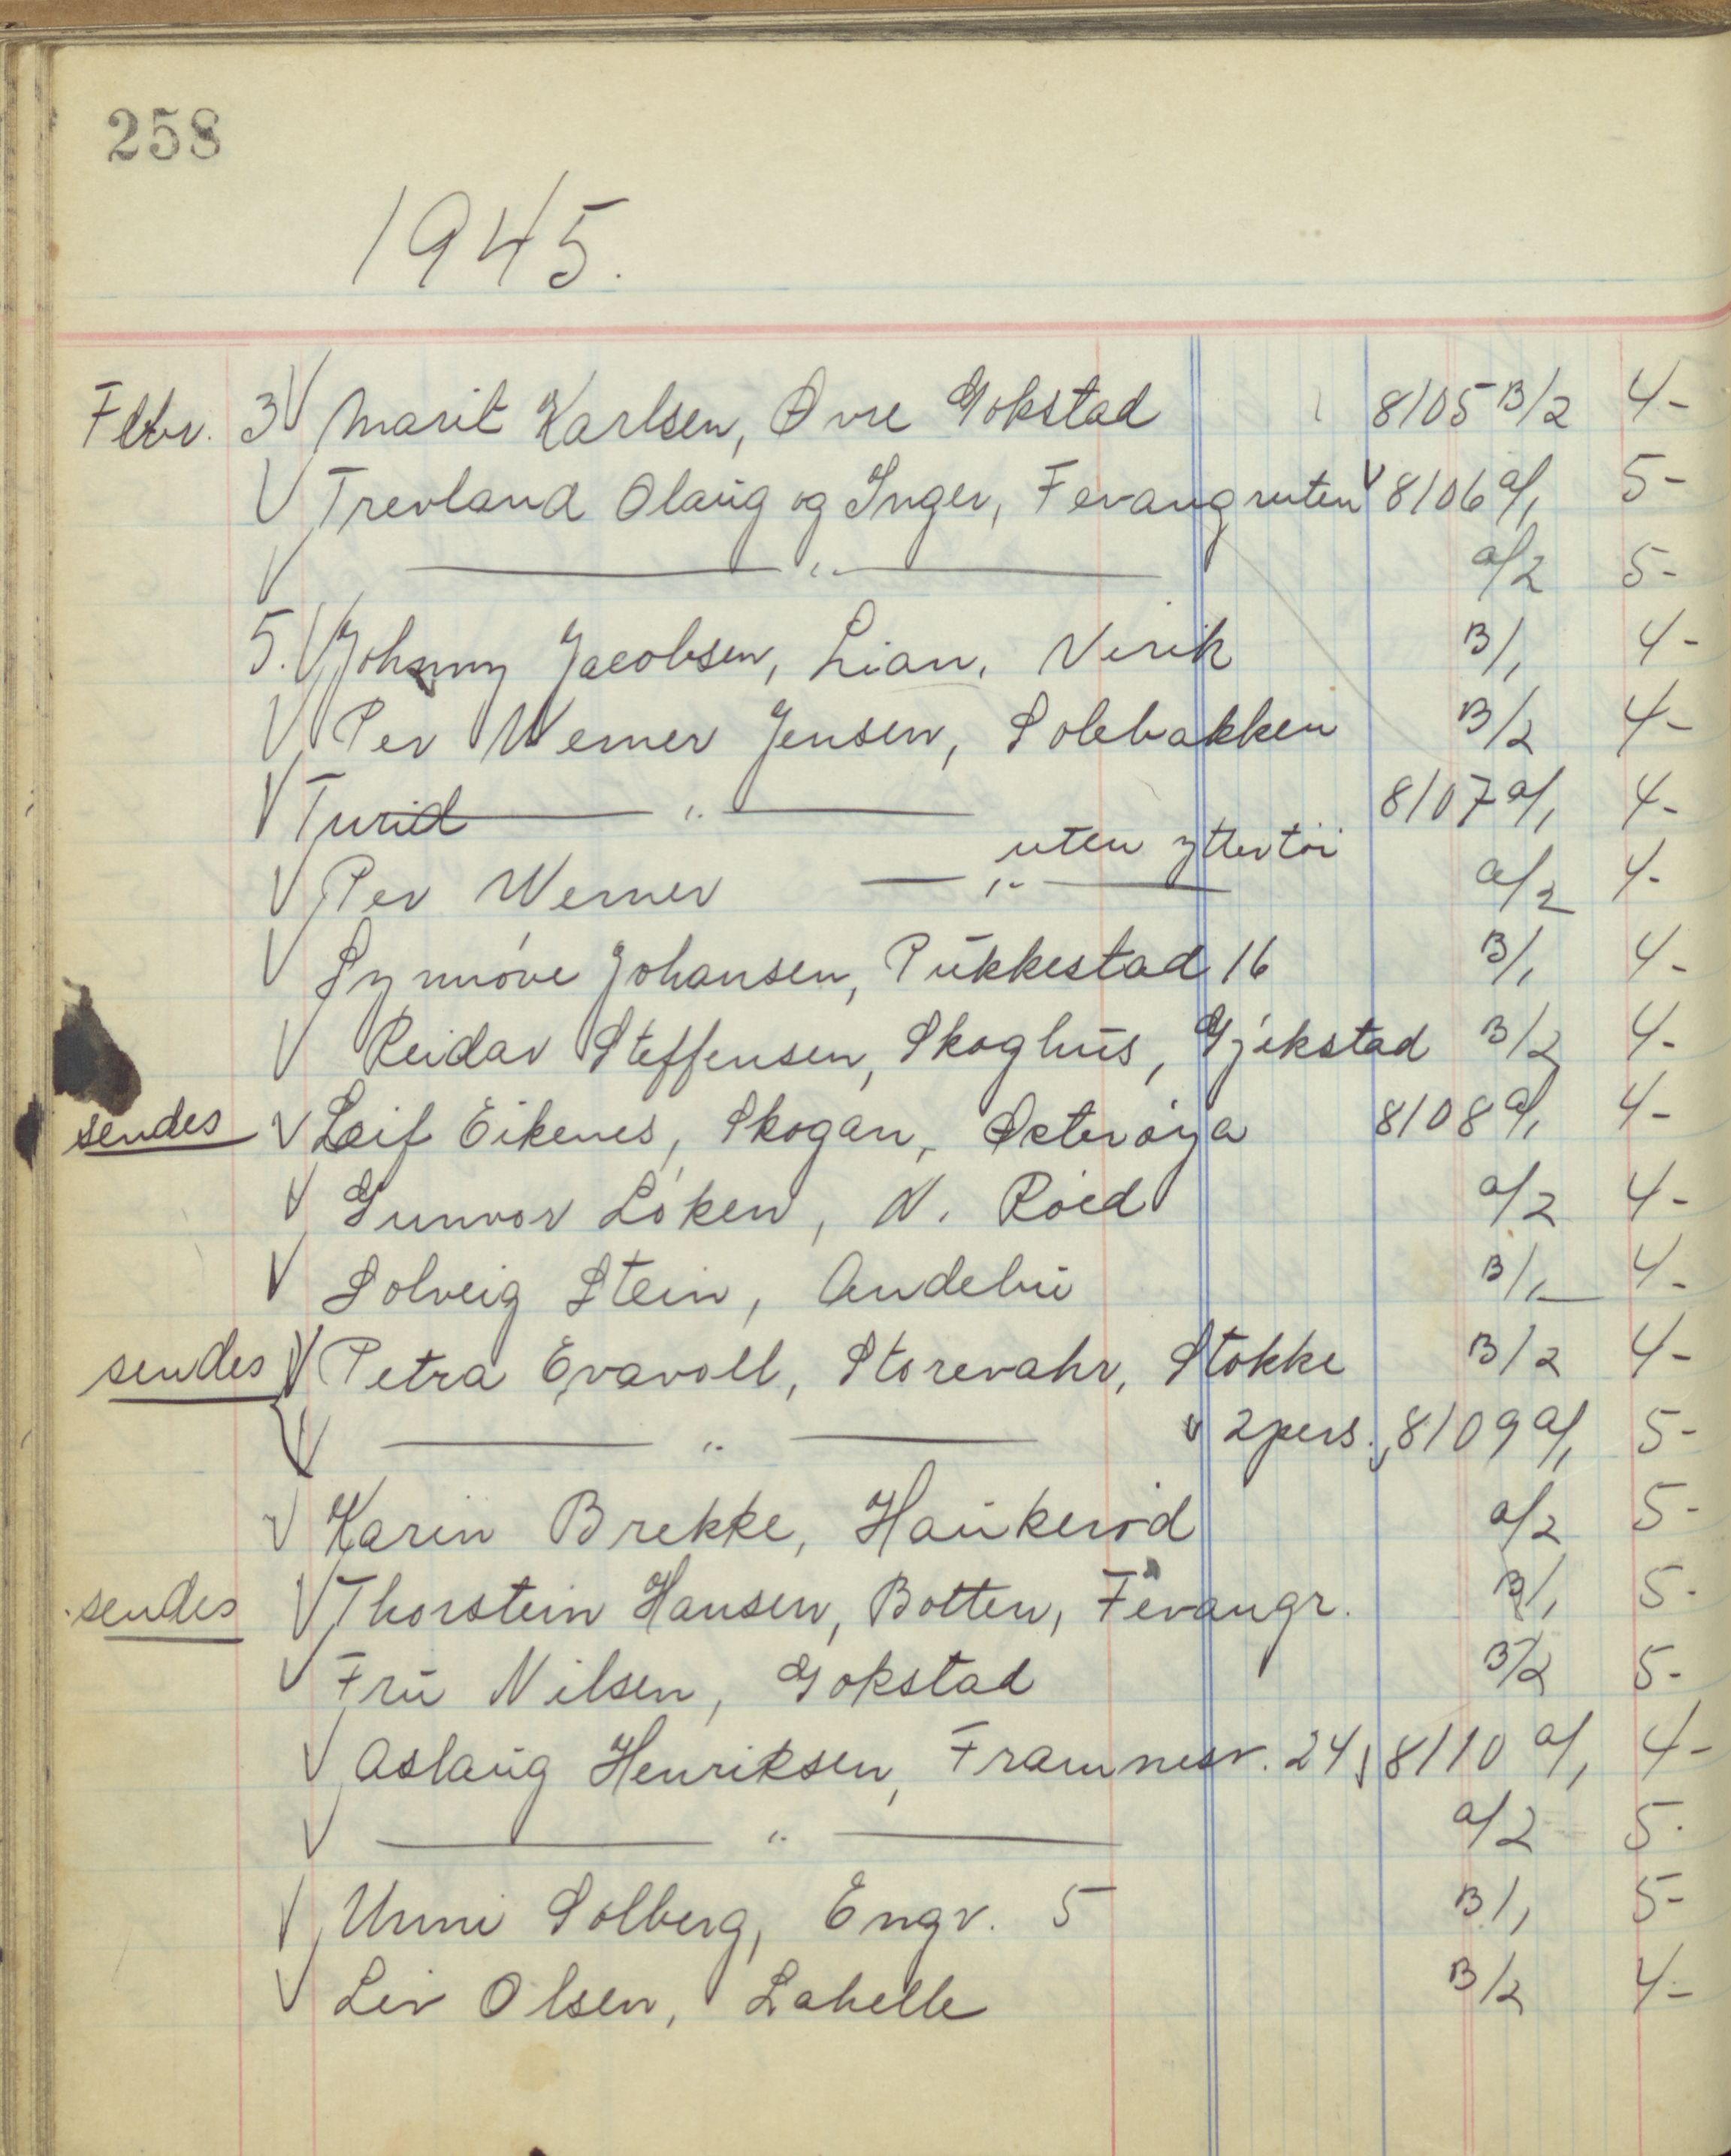 258
1945.
Febr. 3 V Marit Karlsen, Øvre Gokstad 8105 B/2 4-
V Trevland Olaug og Inger, Fevangruten V 8106 a/1 5-
V —— " —— a/2 5-
5. V Johnny Jacobsen, Lian, Virik B/1 4-
V Per Werner Jensen, Solebakken B/2 4-
V Turid —— " —— 8107 a/1 4-
uten yttertøi
V Per Werner — " — a/2 4-
V Synnøve Johansen, Pukkestad 16 B/1 4-
V Reidar Steffensen, Skoghus, Gjekstad B/2 4-
sendes V Leif Eikenes, Skogan, Østerøya 8108 a/1 4-
V Gunvor Løken, N. Røed a/2 4-
V Solveig Stein, Andebu B/1 4-
sendes V Petra Evavoll, Storevahr, Stokke B/2 4-
V —— " —— v 2 pers. 8109 a/1 5-
V Karin Brekke, Haukerød a/2 5-
sendes V Thorstein Hansen, Botten, Fevangr. B/1 5-
V Fru Nilsen, Gokstad B/2 5-
V Aslaug Henriksen, Framnesv. 24 8110 a/1 4-
V —— " —— a/2 5-
V Unni Solberg, Engv. 5 B/1 5-
V Liv Olsen, Lahelle B/2 4-